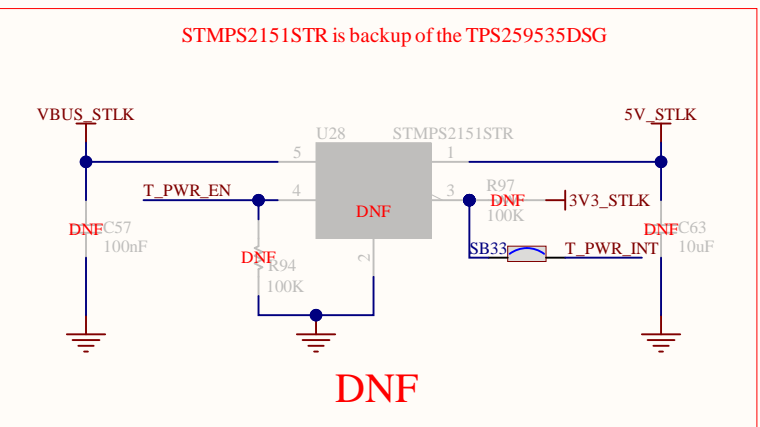 STMPS2151STR is backup of the TPS259535DSG
VBUS_STLK
5V_STLK
U28
STMPS2151STR
5
1
T_PWR_EN
4
3
R97
DNF
100K
3V3_STLK
DNF
DNF
C57
100nF
DNF
C63
10uF
SB33
T_PWR_INT
DNF
R94
100K
2
DNF